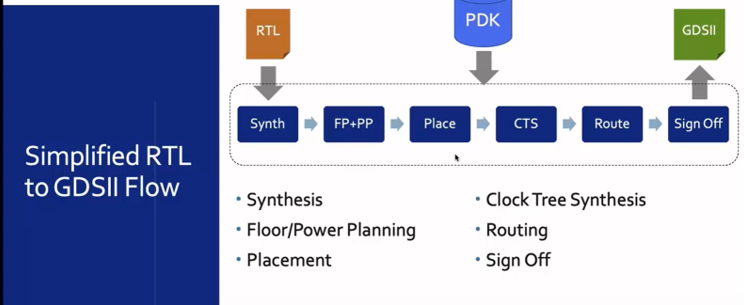 RTL
PDK
GDSII
Synth
FP+PP
Place
CTS
Route
Sign Off
Simplified RTL
to GDSII Flow
• Synthesis
• Floor/Power Planning
• Placement
• Clock Tree Synthesis
• Routing
• Sign Off